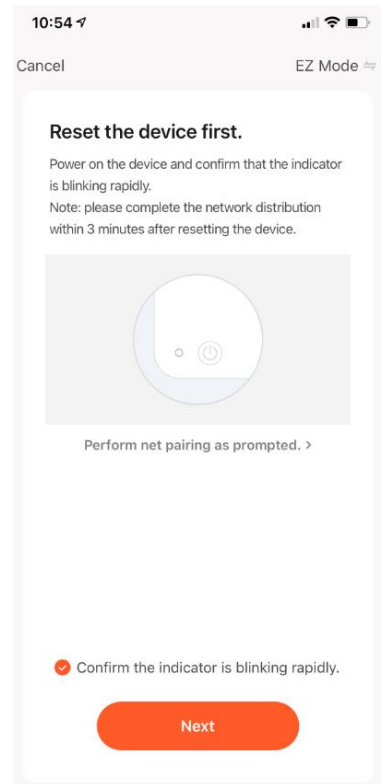 10:54
Cancel EZ Mode
Reset the device first.
Power on the device and confirm that the indicator
is blinking rapidly.
Note: please complete the network distribution
within 3 minutes after resetting the device.
Perform net pairing as prompted. >
Confirm the indicator is blinking rapidly.
Next